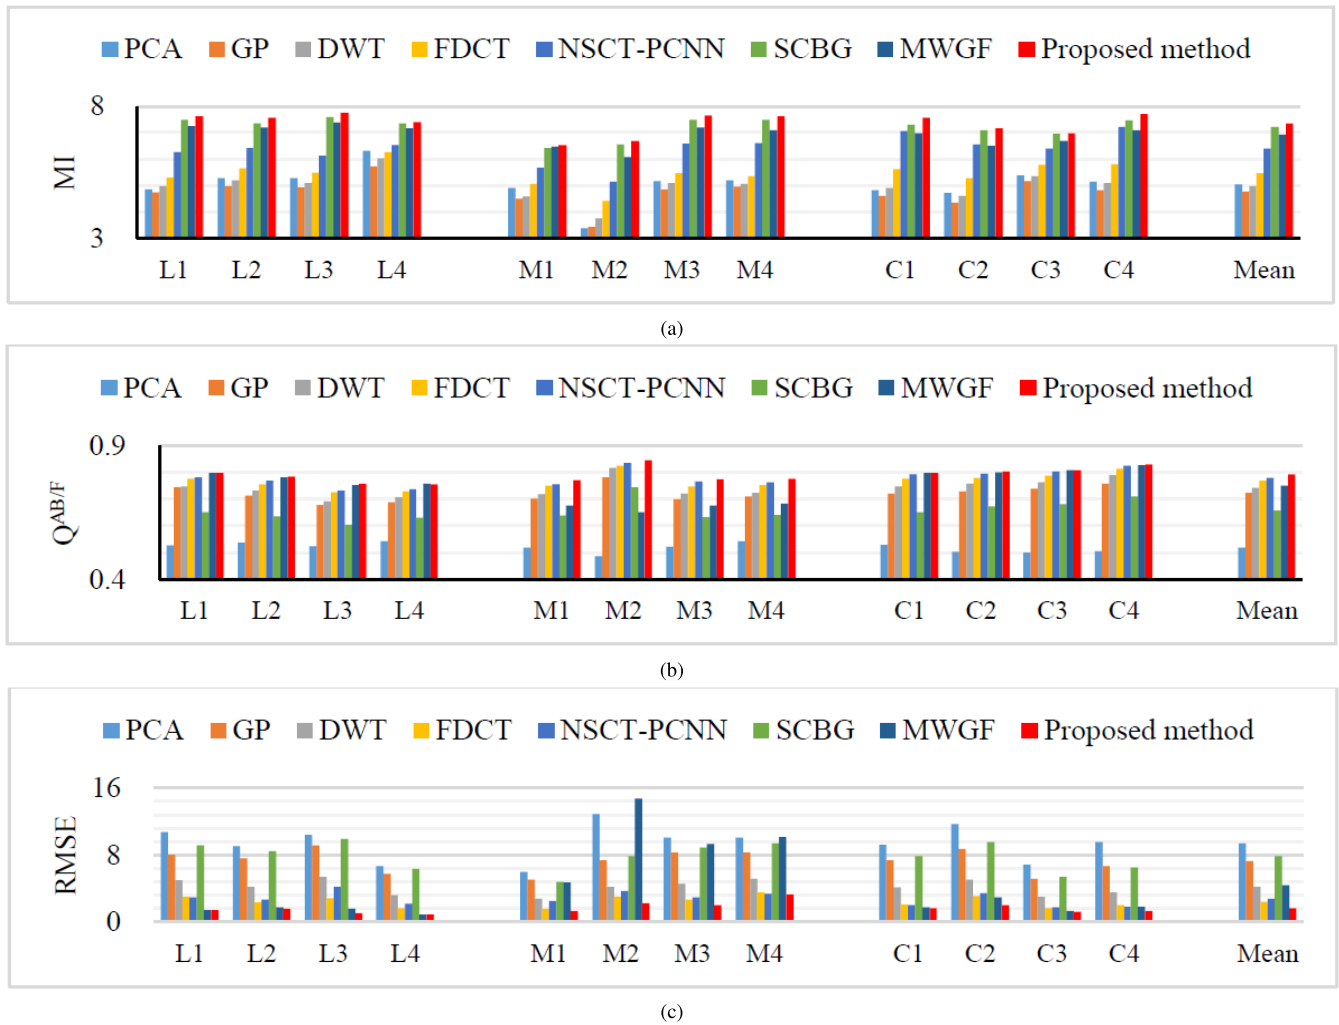 PCA GP DWT FDCT NSCT-PCNN SCBG MWGF Proposed method
8
MI
3
L1 L2 L3 L4 M1 M2 M3 M4 C1 C2 C3 C4 Mean
(a)
PCA GP DWT FDCT NSCT-PCNN SCBG MWGF Proposed method
0.9
Q^AB/F
0.4
L1 L2 L3 L4 M1 M2 M3 M4 C1 C2 C3 C4 Mean
(b)
PCA GP DWT FDCT NSCT-PCNN SCBG MWGF Proposed method
16
RMSE
8
0
L1 L2 L3 L4 M1 M2 M3 M4 C1 C2 C3 C4 Mean
(c)